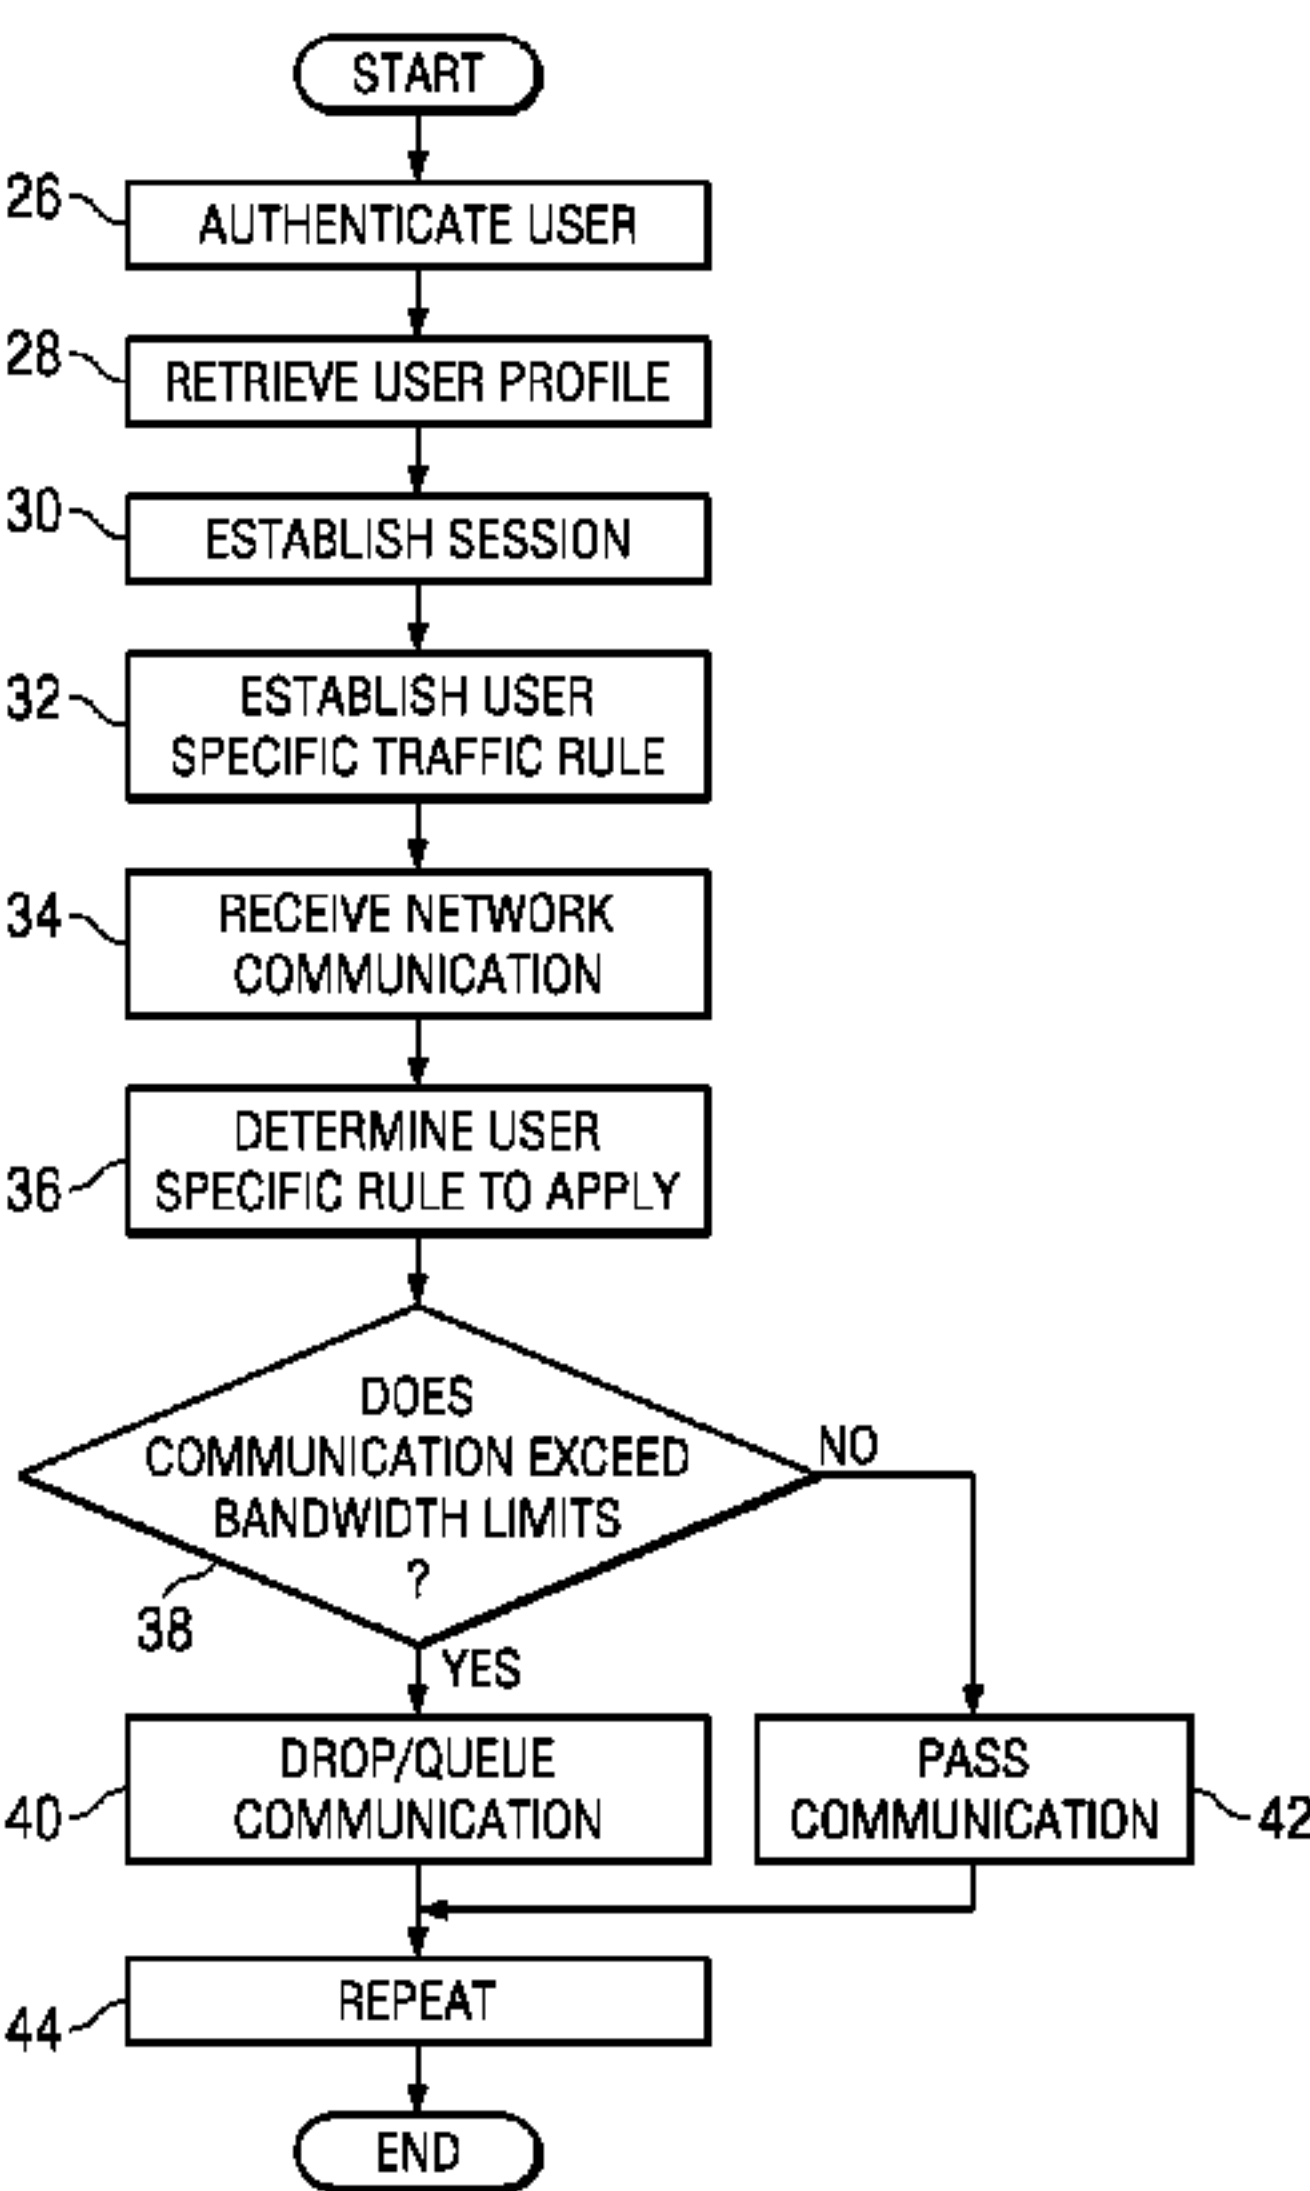 START
26
AUTHENTICATE USER
28
RETRIEVE USER PROFILE
30
ESTABLISH SESSION
32
ESTABLISH USER
SPECIFIC TRAFFIC RULE
34
RECEIVE NETWORK
COMMUNICATION
36
DETERMINE USER
SPECIFIC RULE TO APPLY
DOES
COMMUNICATION EXCEED
BANDWIDTH LIMITS
?
NO
38
YES
40
DROP/QUEUE
COMMUNICATION
PASS
COMMUNICATION
42
44
REPEAT
END